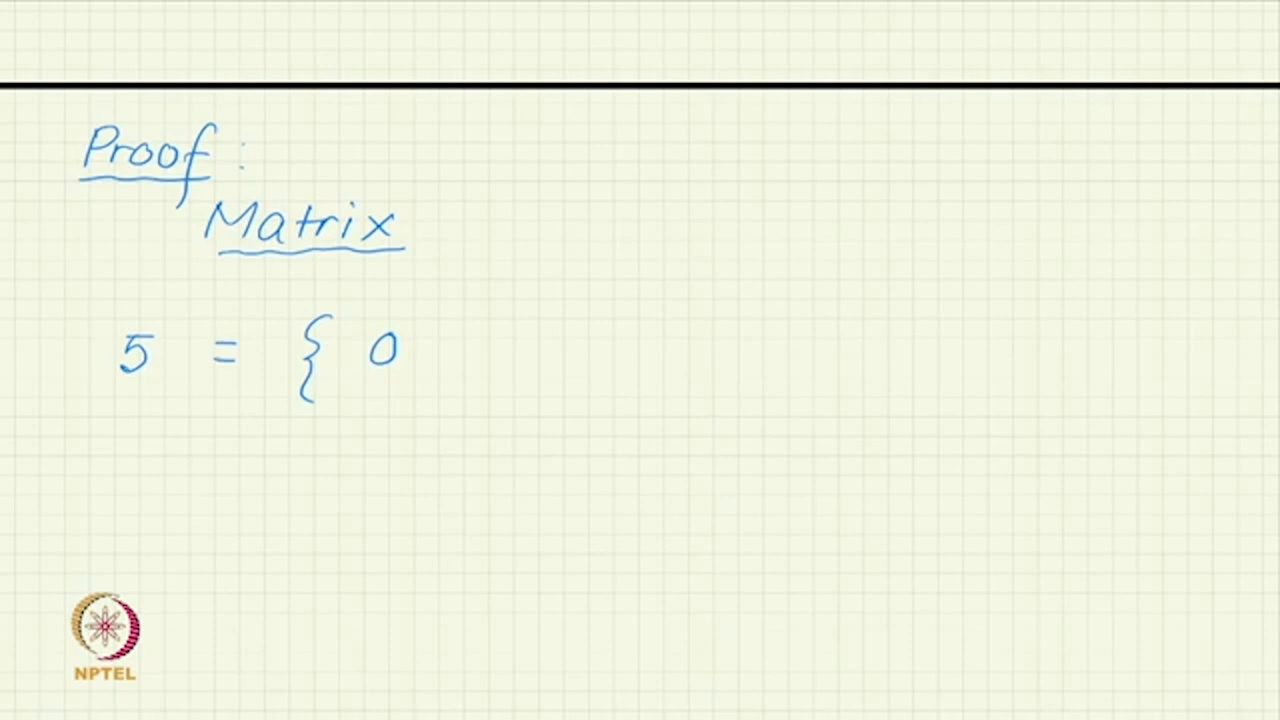 Proof :
Matrix
5 = { 0
NPTEL